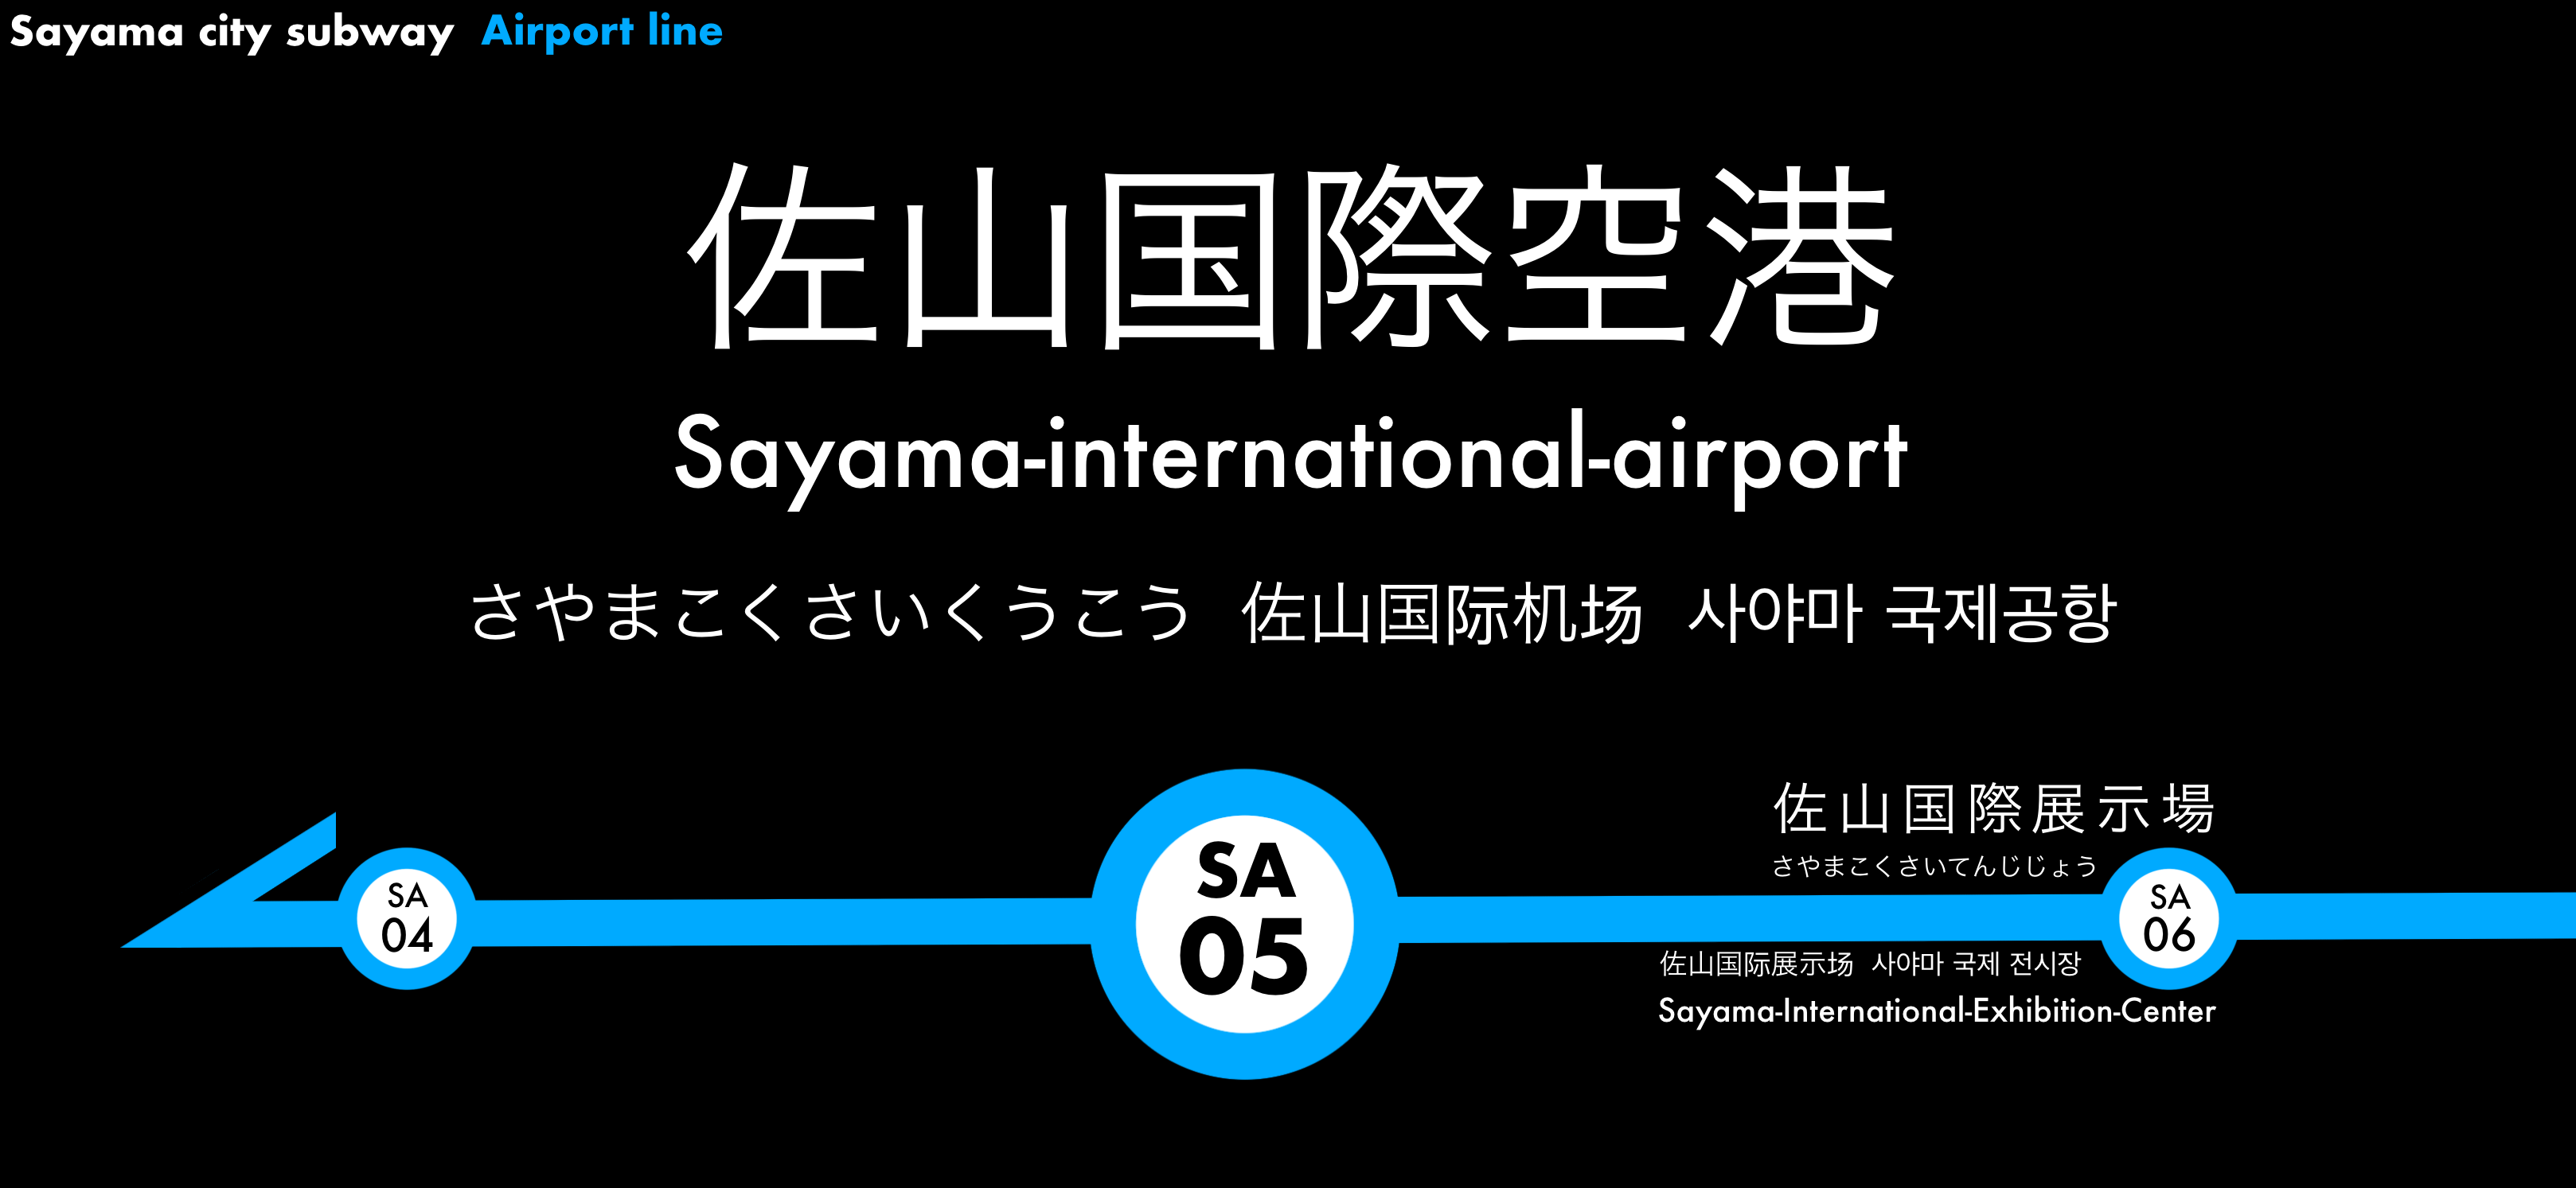 Sayama city subway Airport line
佐山国際空港
Sayama-international-airport
さやまこくさいくうこう 佐山国际机场 사야마 국제공항
佐山国際展示場
さやまこくさいてんじじょう
SA
04
SA
05
SA
06
佐山国际展示场 사야마 국제 전시장
Sayama-International-Exhibition-Center